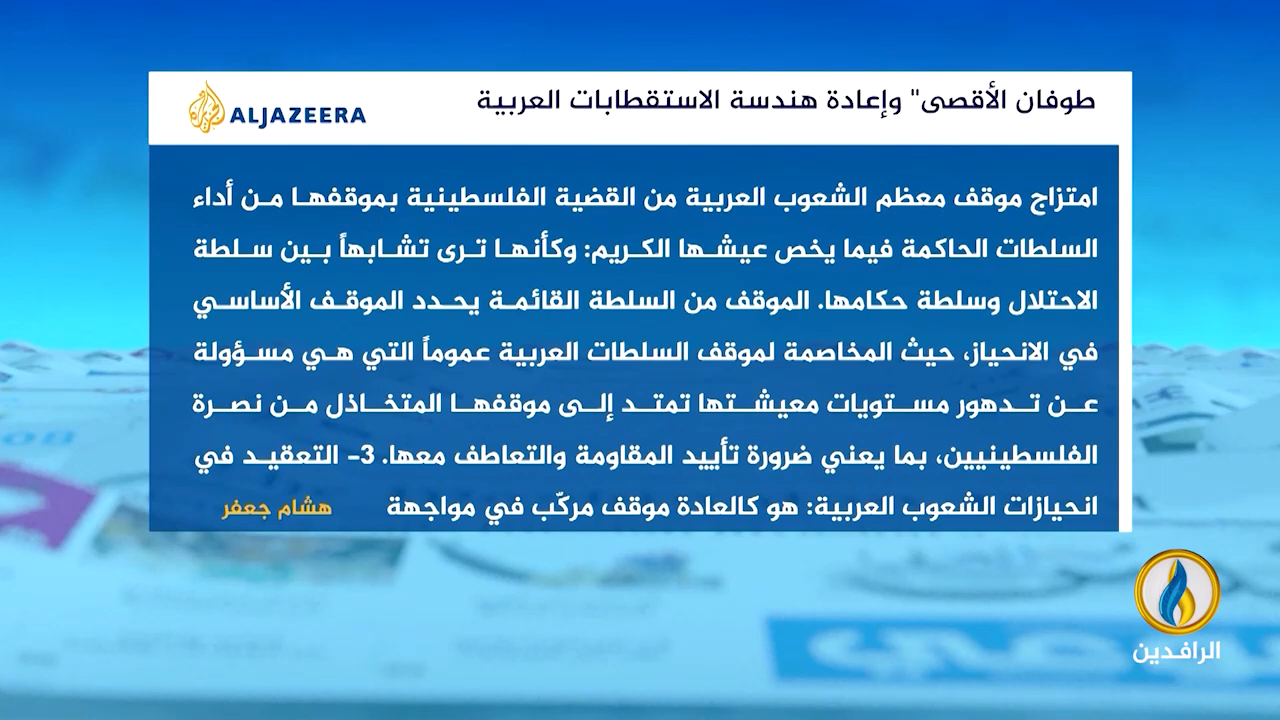 طوفان الأقصى" وإعادة هندسة الاستقطابات العربية
ALJAZEERA
امتزاج موقف معظم الشعوب العربية من القضية الفلسطينية بموقفها من أداء
السلطات الحاكمة فيما يخص عيشها الكريم: وكأنها ترى تشابهاً بين سلطة
الاحتلال وسلطة حكامها. الموقف من السلطة القائمة يحدد الموقف الأساسي
في الانحياز، حيث المخاصمة لموقف السلطات العربية عموماً التي هي مسؤولة
عن تدهور مستويات معيشتها تمتد إلى موقفها المتخاذل من نصرة
الفلسطينيين، بما يعني ضرورة تأييد المقاومة والتعاطف معها. 3- التعقيد في
انحيازات الشعوب العربية: هو كالعادة موقف مركّب في مواجهة
هشام جعفر
الرافدين